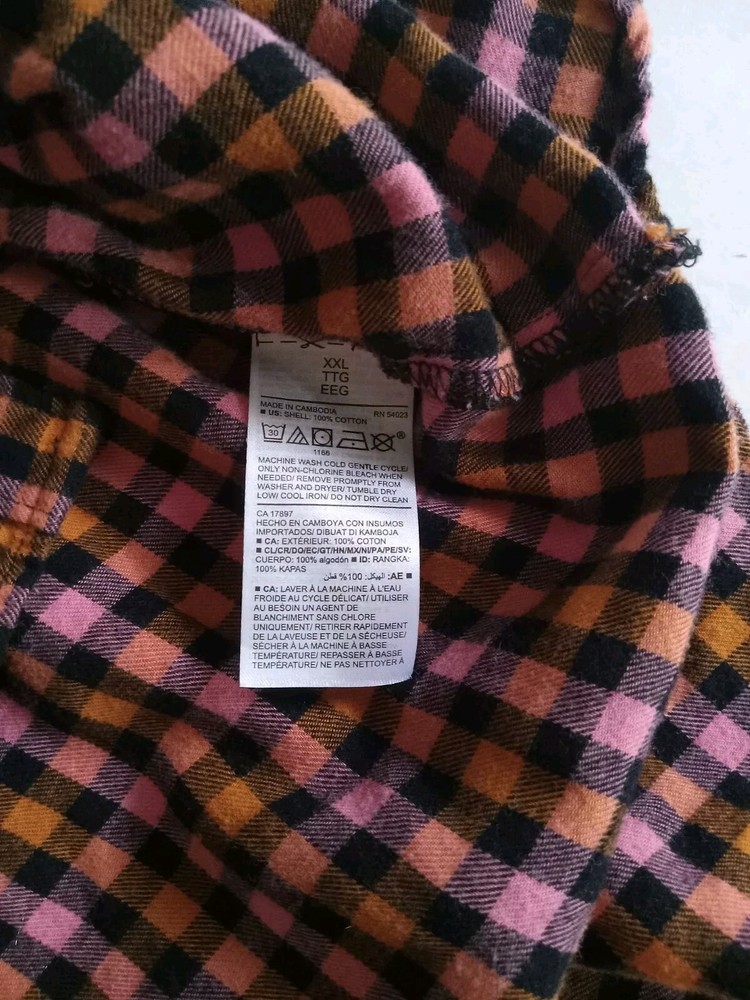 XXL
TTG
EEG
MADE IN CAMBODIA RN 54023
■ US: SHELL: 100% COTTON
30
®
1166
MACHINE WASH COLD GENTLE CYCLE/
ONLY NON-CHLORINE BLEACH WHEN
NEEDED/ REMOVE PROMPTLY FROM
WASHER AND DRYER/ TUMBLE DRY
LOW/ COOL IRON/ DO NOT DRY CLEAN
CA 17897
HECHO EN CAMBOYA CON INSUMOS
IMPORTADOS/ DIBUAT DI KAMBOJA
■ CA: EXTÉRIEUR: 100% COTON
■ CL/CR/DO/EC/GT/HN/MX/NI/PA/PE/SV:
CUERPO: 100% algodón ■ ID: RANGKA:
100% KAPAS
■ AE: الهيكل: 100% قطن
■ CA: LAVER À LA MACHINE À L'EAU
FROIDE AU CYCLE DÉLICAT/ UTILISER
AU BESOIN UN AGENT DE
BLANCHIMENT SANS CHLORE
UNIQUEMENT/ RETIRER RAPIDEMENT
DE LA LAVEUSE ET DE LA SÉCHEUSE/
SÉCHER À LA MACHINE À BASSE
TEMPÉRATURE/ REPASSER À BASSE
TEMPÉRATURE/ NE PAS NETTOYER À